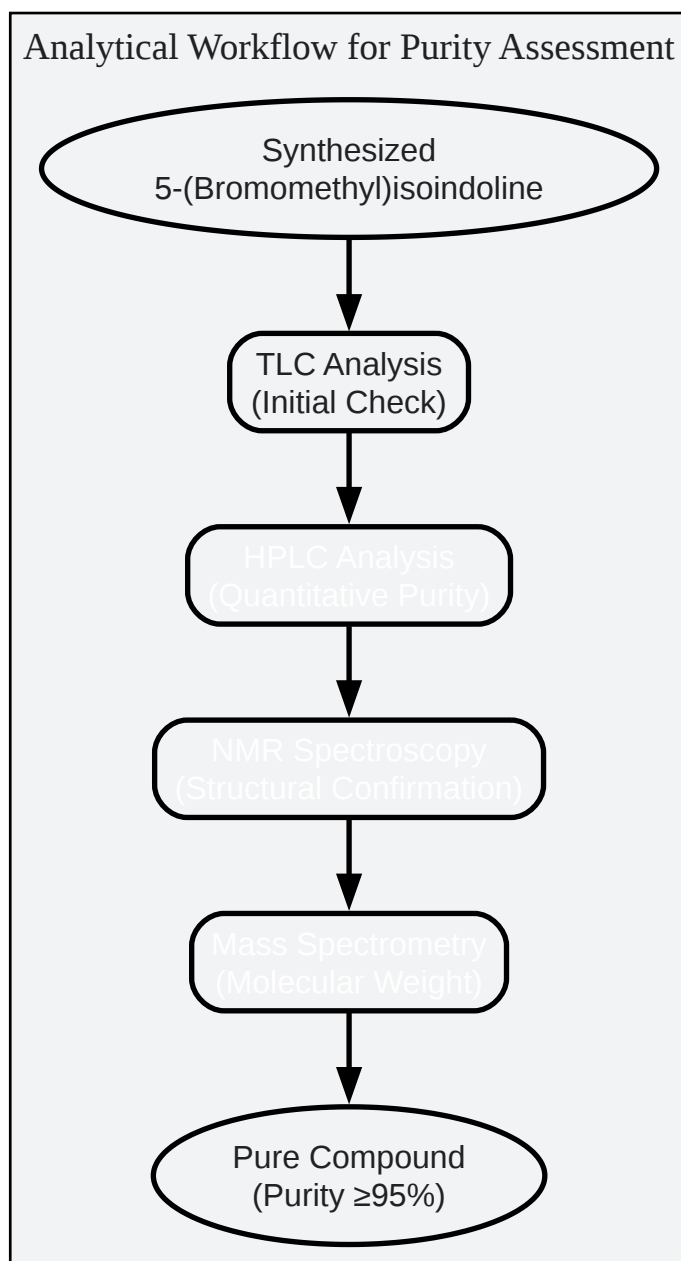 Analytical Workflow for Purity Assessment
Synthesized
5-(Bromomethyl)isoindoline
TLC Analysis
(Initial Check)
HPLC Analysis
(Quantitative Purity)
NMR Spectroscopy
(Structural Confirmation)
Mass Spectrometry
(Molecular Weight)
Pure Compound
(Purity ≥95%)